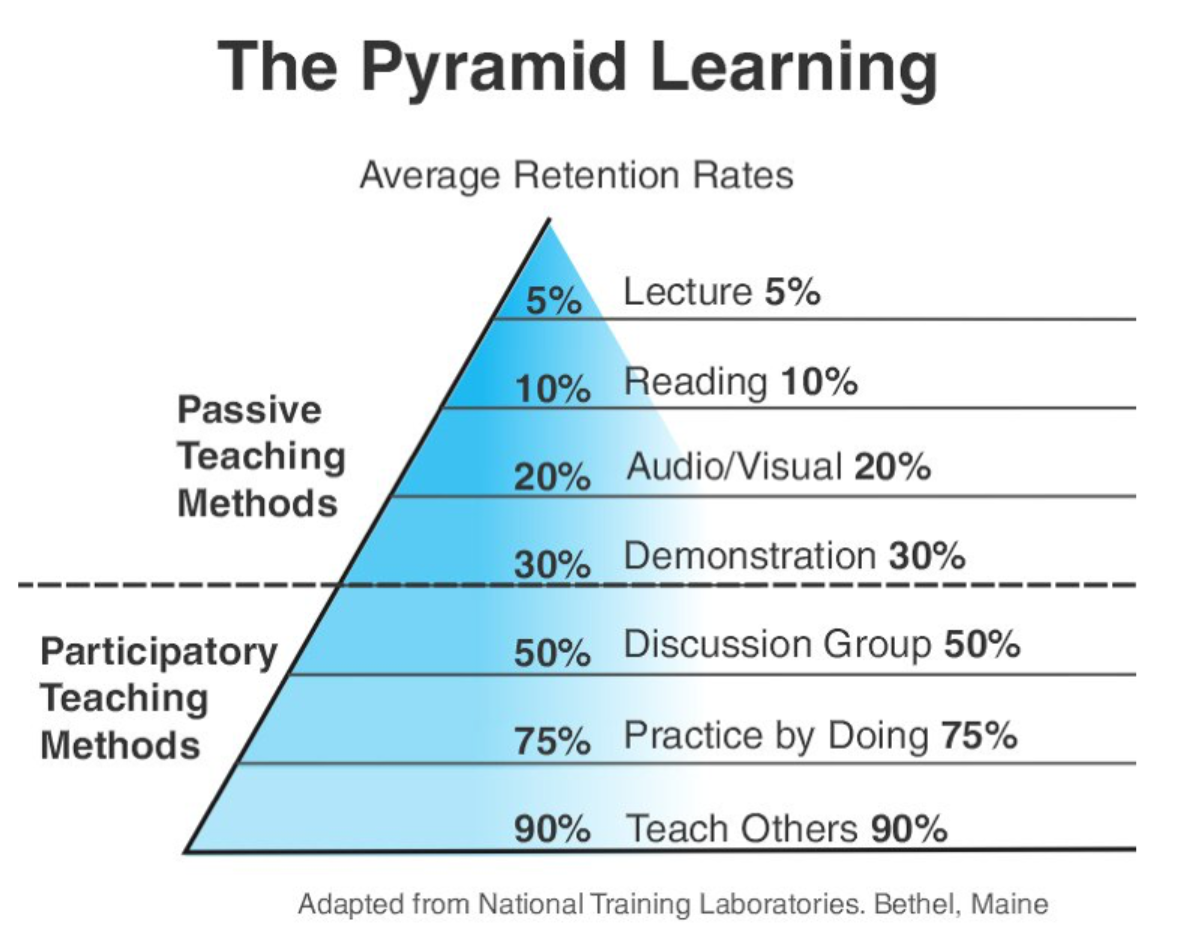 The Pyramid Learning
Average Retention Rates
5% Lecture 5%
10% Reading 10%
Passive
Teaching
Methods
20% Audio/Visual 20%
30% Demonstration 30%
Participatory
Teaching
Methods
50% Discussion Group 50%
75% Practice by Doing 75%
90% Teach Others 90%
Adapted from National Training Laboratories. Bethel, Maine